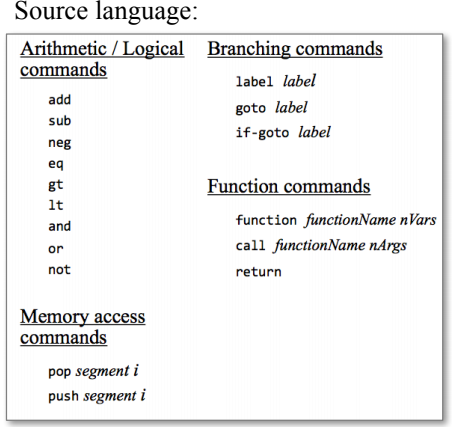 Source language:
Arithmetic / Logical
commands
add
sub
neg
eq
gt
lt
and
or
not
Memory access
commands
pop segment i
push segment i
Branching commands
label label
goto label
if-goto label
Function commands
function functionName nVars
call functionName nArgs
return